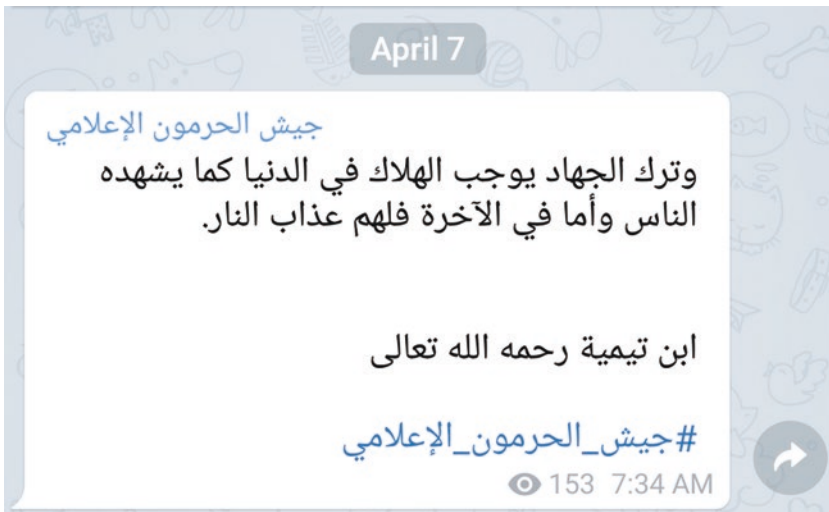 April 7
جيش الحرمون الإعلامي
وترك الجهاد يوجب الهلاك في الدنيا كما يشهده
الناس وأما في الآخرة فلهم عذاب النار.
ابن تيمية رحمه الله تعالى
#جيش_الحرمون_الإعلامي
153 7:34 AM